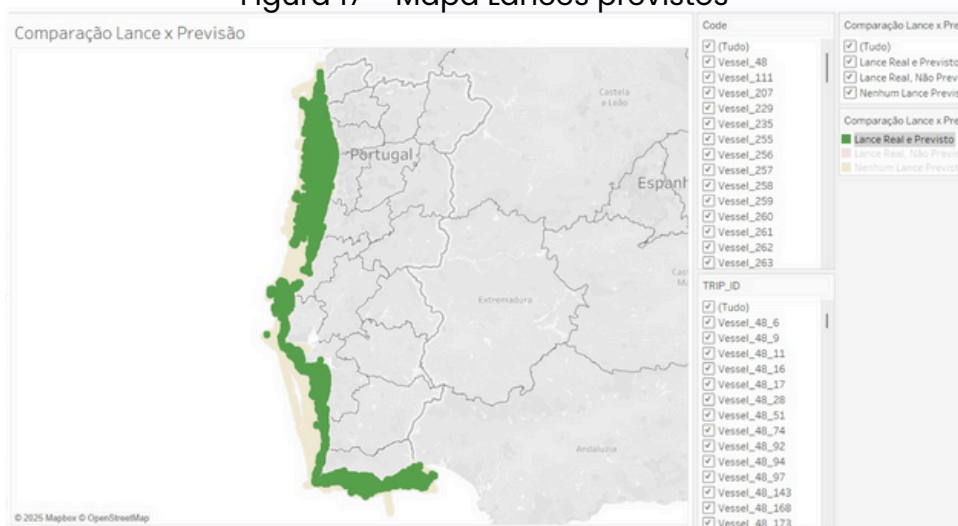 Figura 17 - Mapa Lances previstos
Comparação Lance x Previsão
Castela
e Leão
Portugal
Espanh
Cast
Extremadura
Andaluzia
© 2025 Mapbox © OpenStreetMap
Code
(Tudo)
Vessel_48
Vessel_111
Vessel_207
Vessel_229
Vessel_235
Vessel_255
Vessel_256
Vessel_257
Vessel_258
Vessel_259
Vessel_260
Vessel_261
Vessel_262
Vessel_263
TRIP_ID
(Tudo)
Vessel_48_6
Vessel_48_9
Vessel_48_11
Vessel_48_16
Vessel_48_17
Vessel_48_28
Vessel_48_51
Vessel_48_74
Vessel_48_92
Vessel_48_94
Vessel_48_97
Vessel_48_143
Vessel_48_168
Vessel_48_173
Comparação Lance x Pre
(Tudo)
Lance Real e Previsto
Lance Real, Não Prev
Nenhum Lance Previs
Comparação Lance x Pre
Lance Real e Previsto
Lance Real, Não Previs
Nenhum Lance Previst